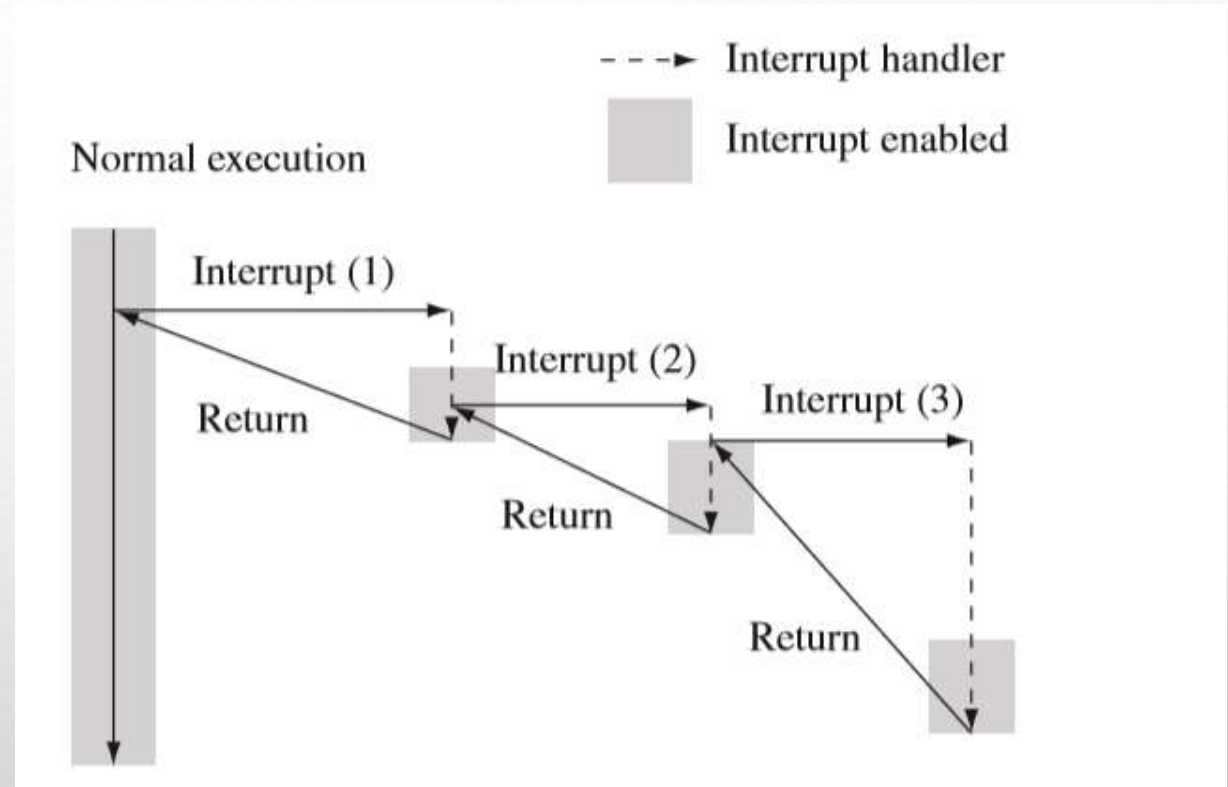 Interrupt handler
Interrupt enabled
Normal execution
Interrupt (1)
Interrupt (2)
Interrupt (3)
Return
Return
Return